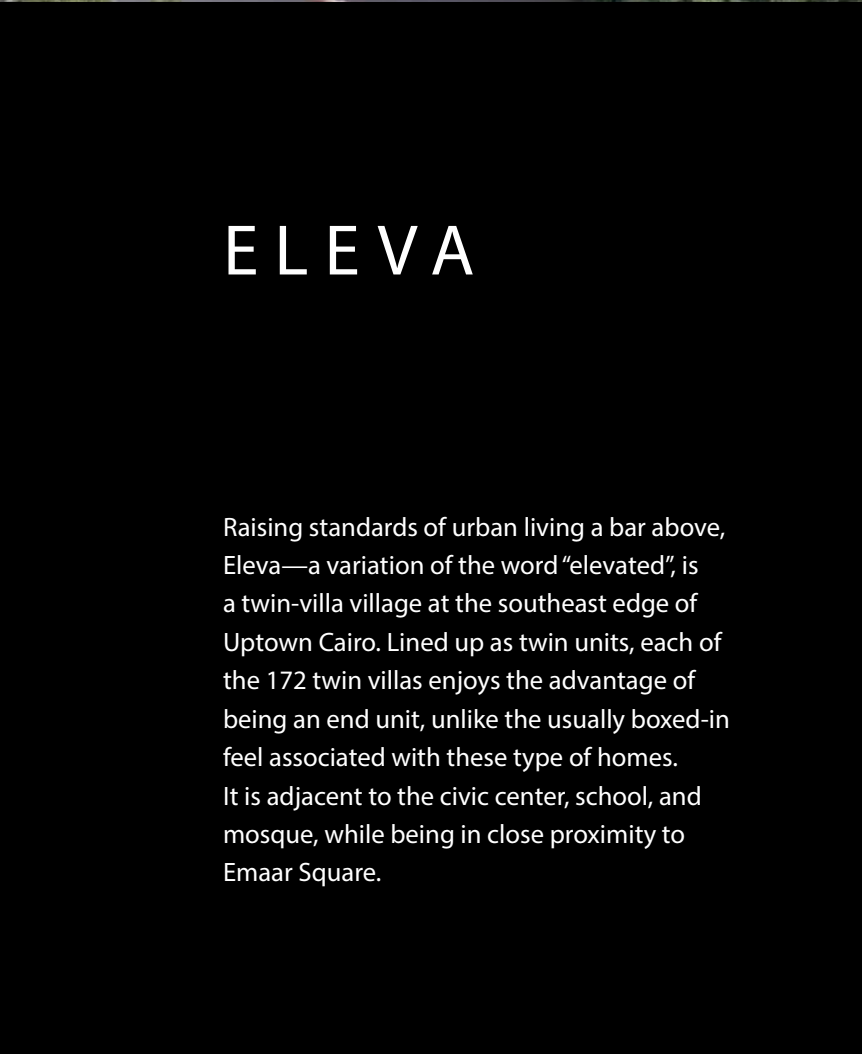 ELEVA
Raising standards of urban living a bar above,
Eleva—a variation of the word “elevated”, is
a twin-villa village at the southeast edge of
Uptown Cairo. Lined up as twin units, each of
the 172 twin villas enjoys the advantage of
being an end unit, unlike the usually boxed-in
feel associated with these type of homes.
It is adjacent to the civic center, school, and
mosque, while being in close proximity to
Emaar Square.